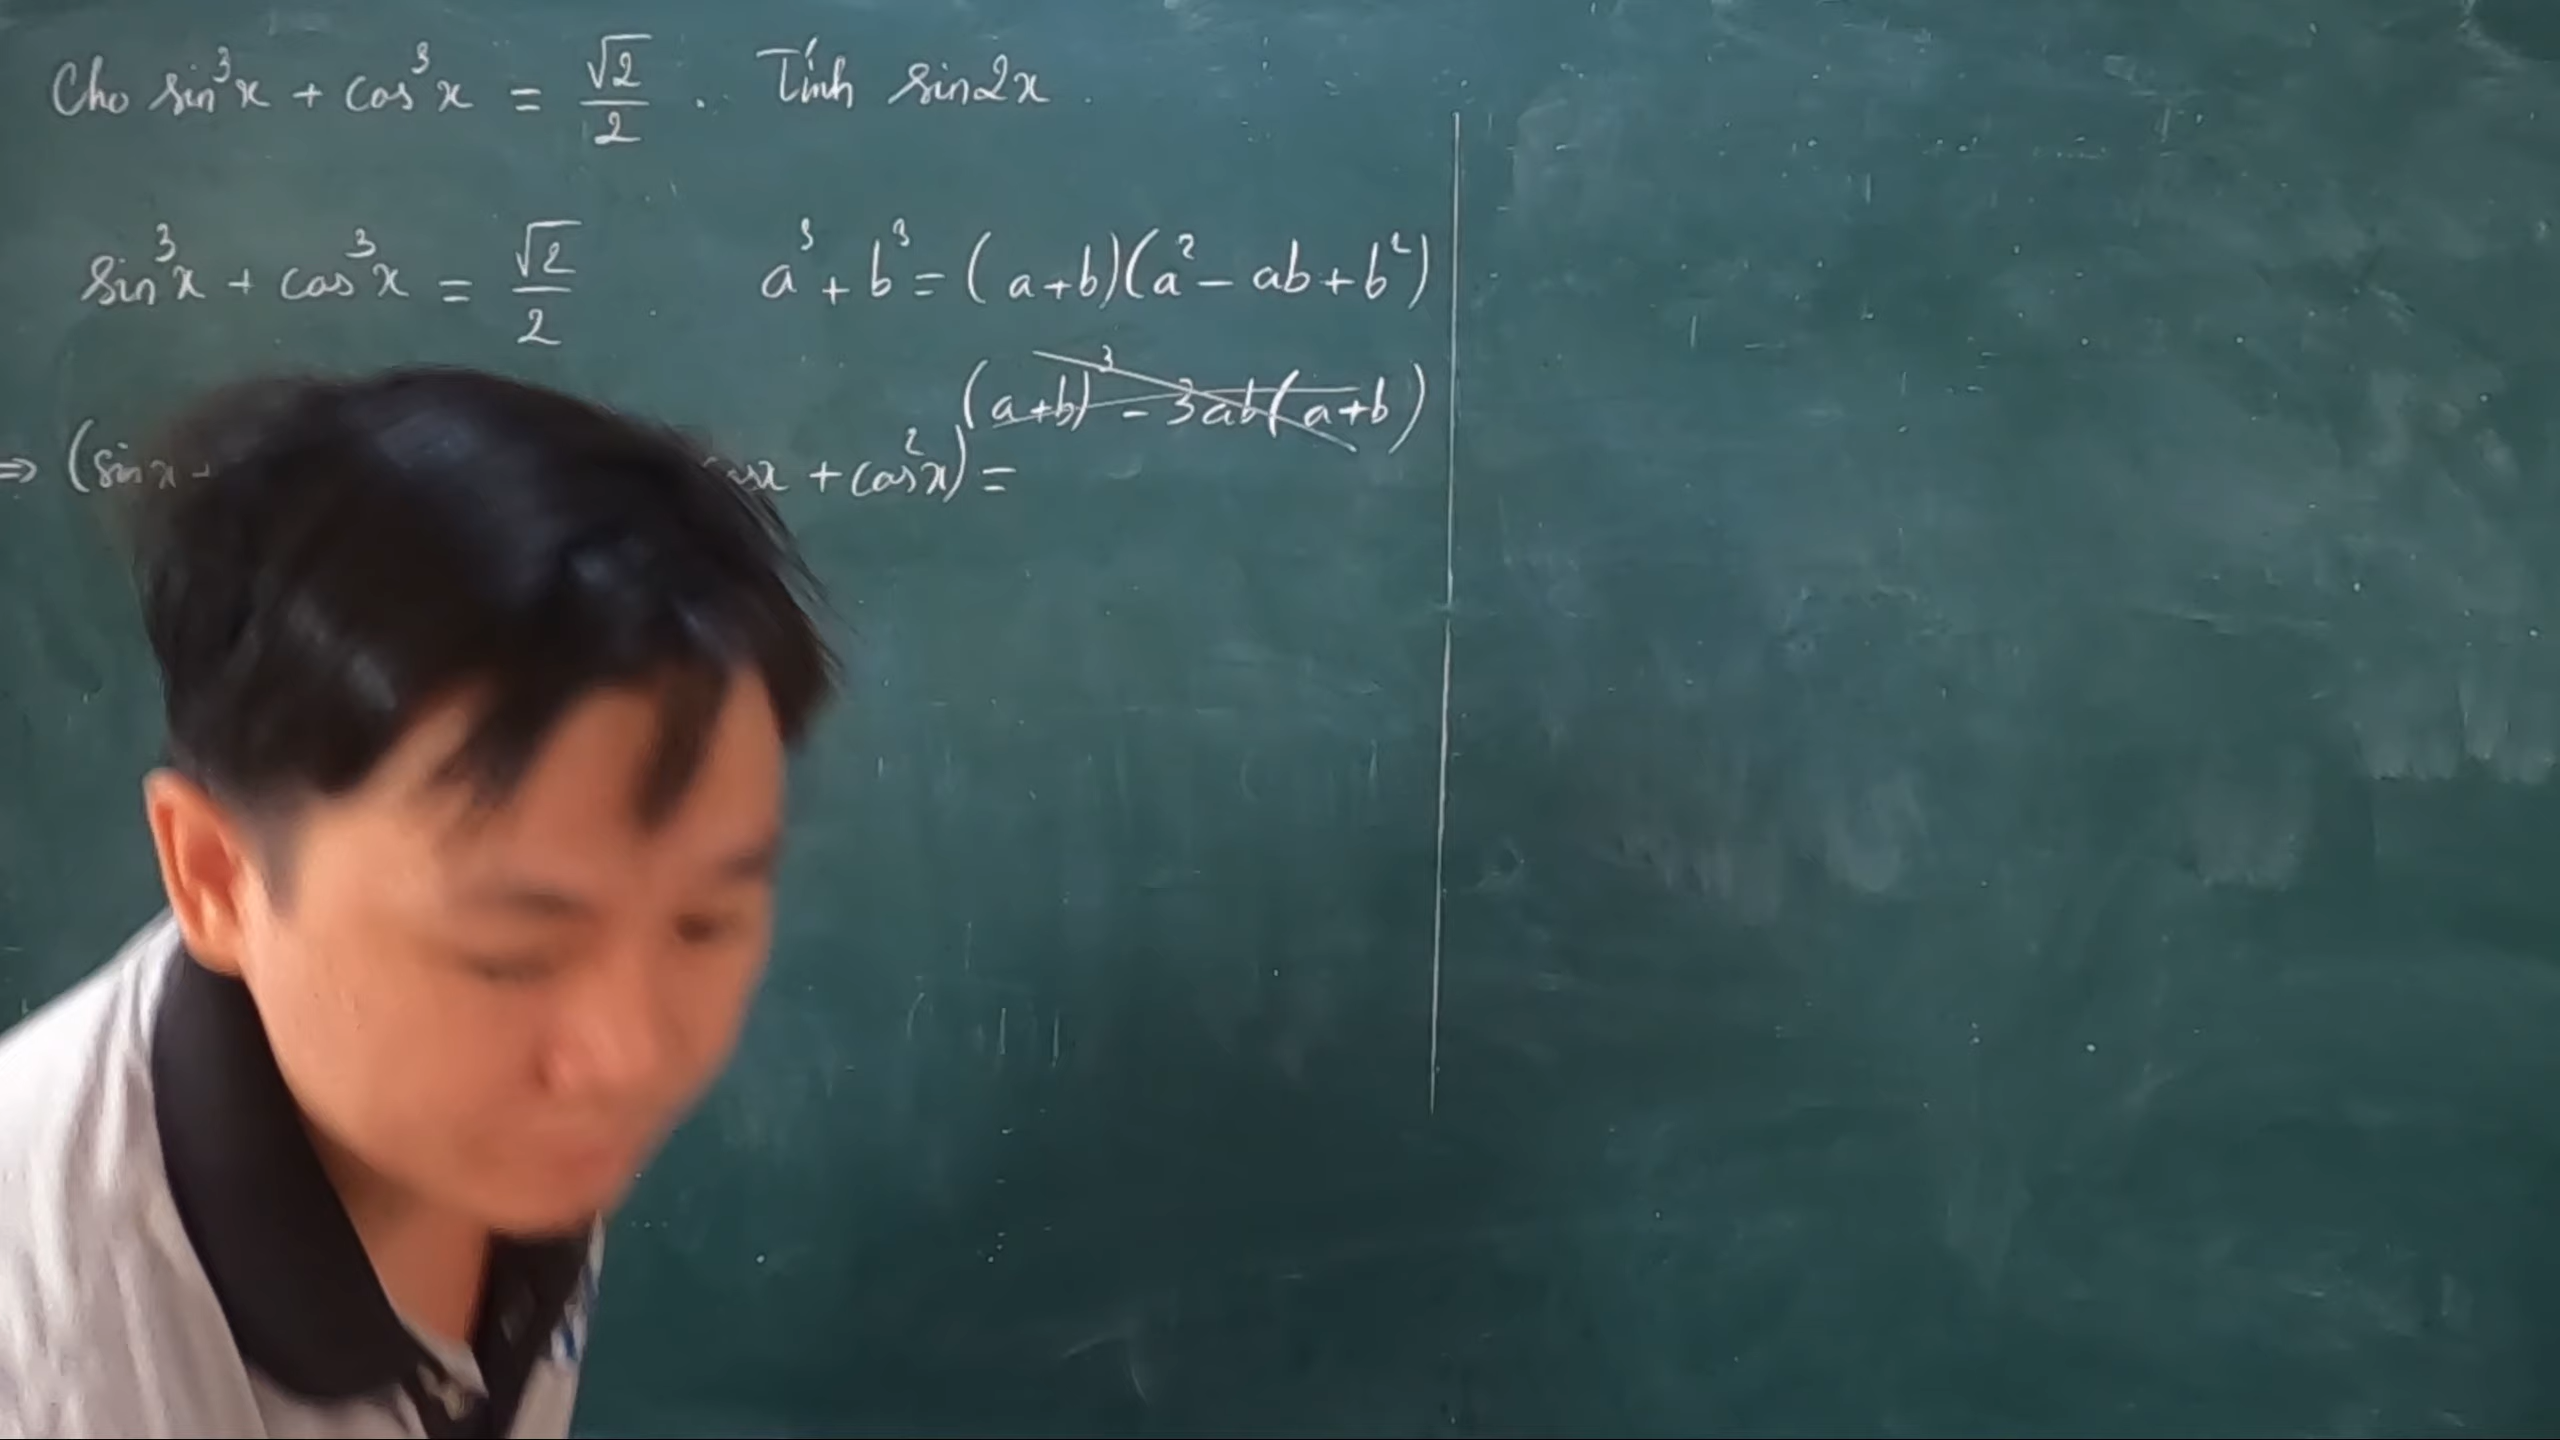 Cho sin³x + cos³x = √2/2 . Tính sin2x .
sin³x + cos³x = √2/2
a³ + b³ = (a+b)(a² - ab + b²)
(a+b)³ - 3ab(a+b)
⇒ (sinx + cos²x) =